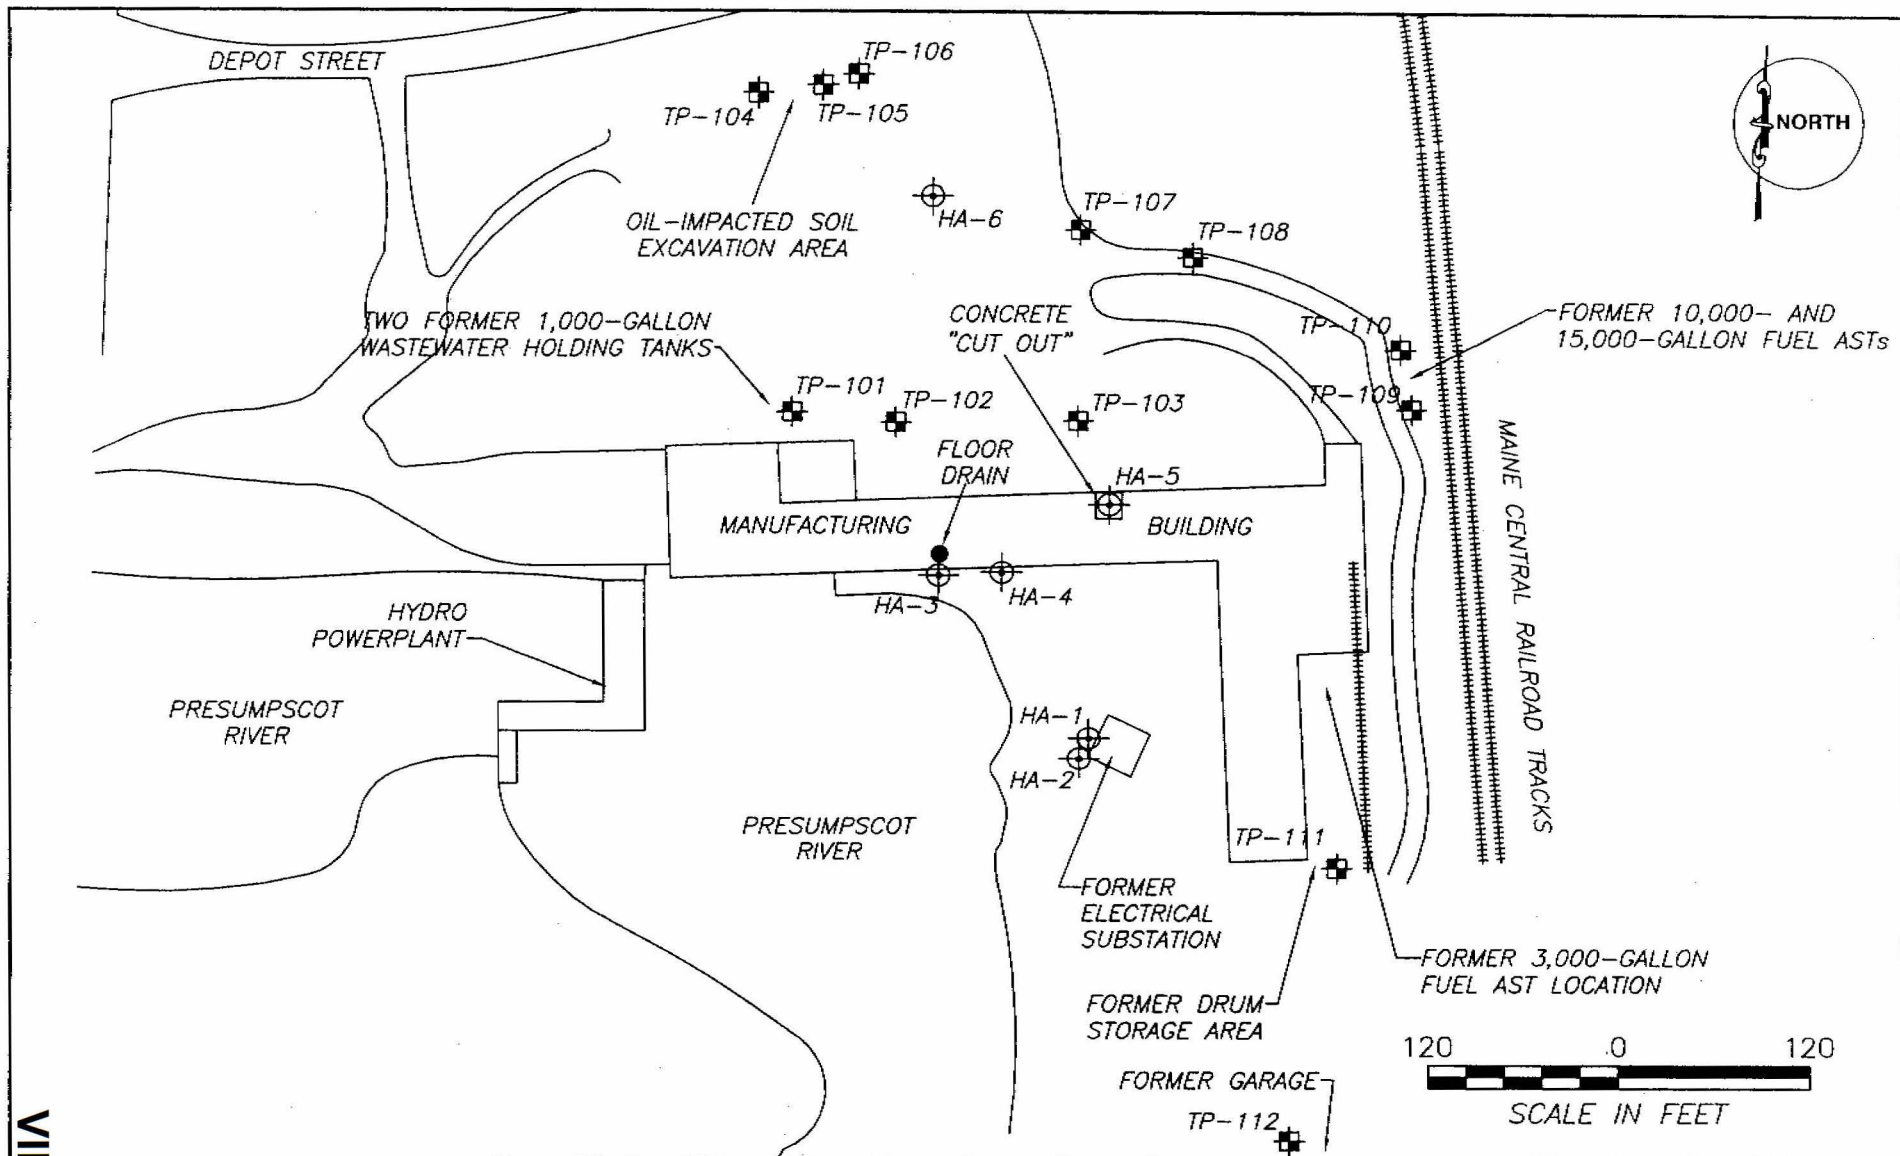 DEPOT STREET
TP-106
TP-104
TP-105
NORTH
OIL-IMPACTED SOIL
EXCAVATION AREA
HA-6
TP-107
TP-108
TWO FORMER 1,000-GALLON
WASTEWATER HOLDING TANKS
CONCRETE
"CUT OUT"
TP-110
FORMER 10,000- AND
15,000-GALLON FUEL ASTs
TP-101
TP-102
TP-103
TP-109
FLOOR
DRAIN
HA-5
MANUFACTURING
BUILDING
MAINE CENTRAL RAILROAD TRACKS
HA-3
HA-4
HYDRO
POWERPLANT
PRESUMPSCOT
RIVER
HA-1
HA-2
PRESUMPSCOT
RIVER
TP-111
FORMER
ELECTRICAL
SUBSTATION
FORMER 3,000-GALLON
FUEL AST LOCATION
FORMER DRUM
STORAGE AREA
120 0 120
SCALE IN FEET
FORMER GARAGE
TP-112